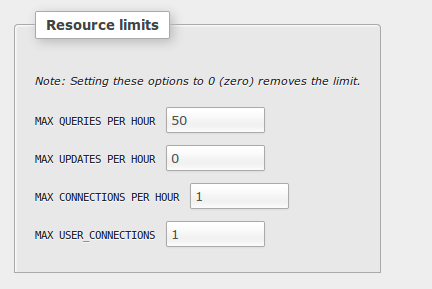 Resource limits
Note: Setting these options to 0 (zero) removes the limit.
MAX QUERIES PER HOUR 50
MAX UPDATES PER HOUR 0
MAX CONNECTIONS PER HOUR 1
MAX USER_CONNECTIONS 1